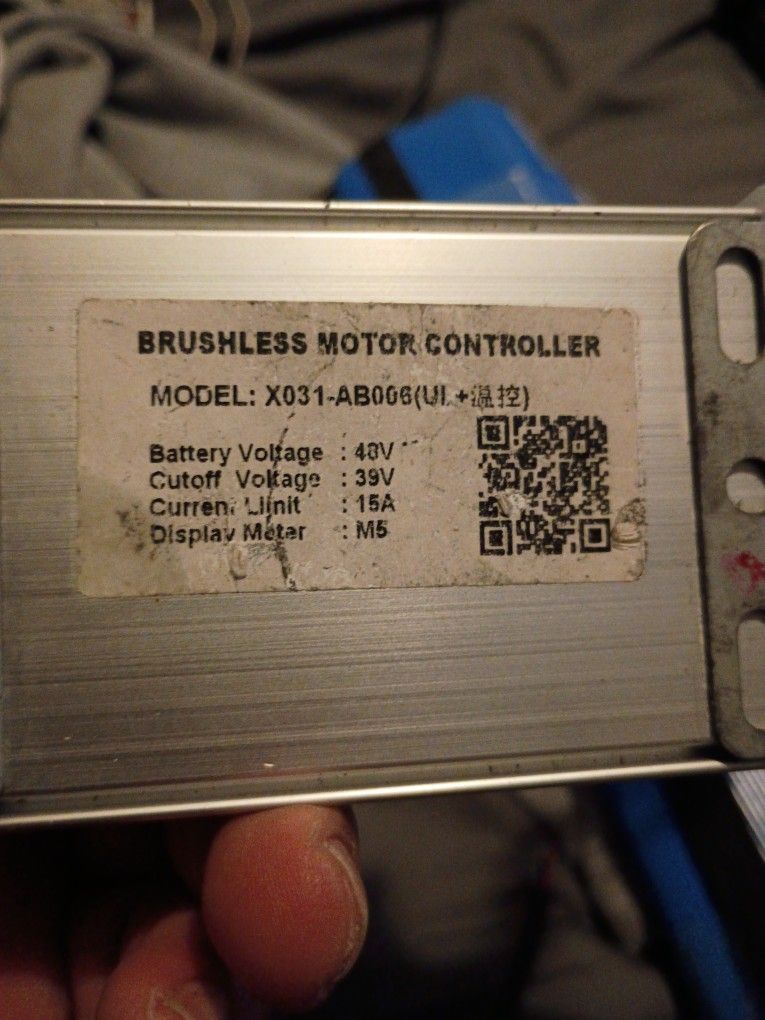 BRUSHLESS MOTOR CONTROLLER
MODEL: X031-AB006(UL+温控)
Battery Voltage : 48V
Cutoff Voltage : 39V
Current Limit : 15A
Display Meter : M5